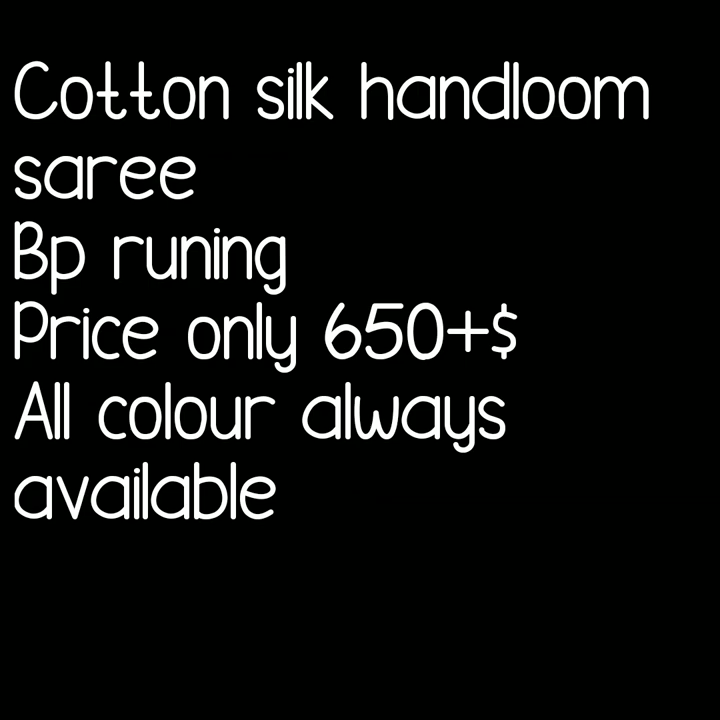 Cotton silk handloom
saree
Bp runing
Price only 650+$
All colour always
available